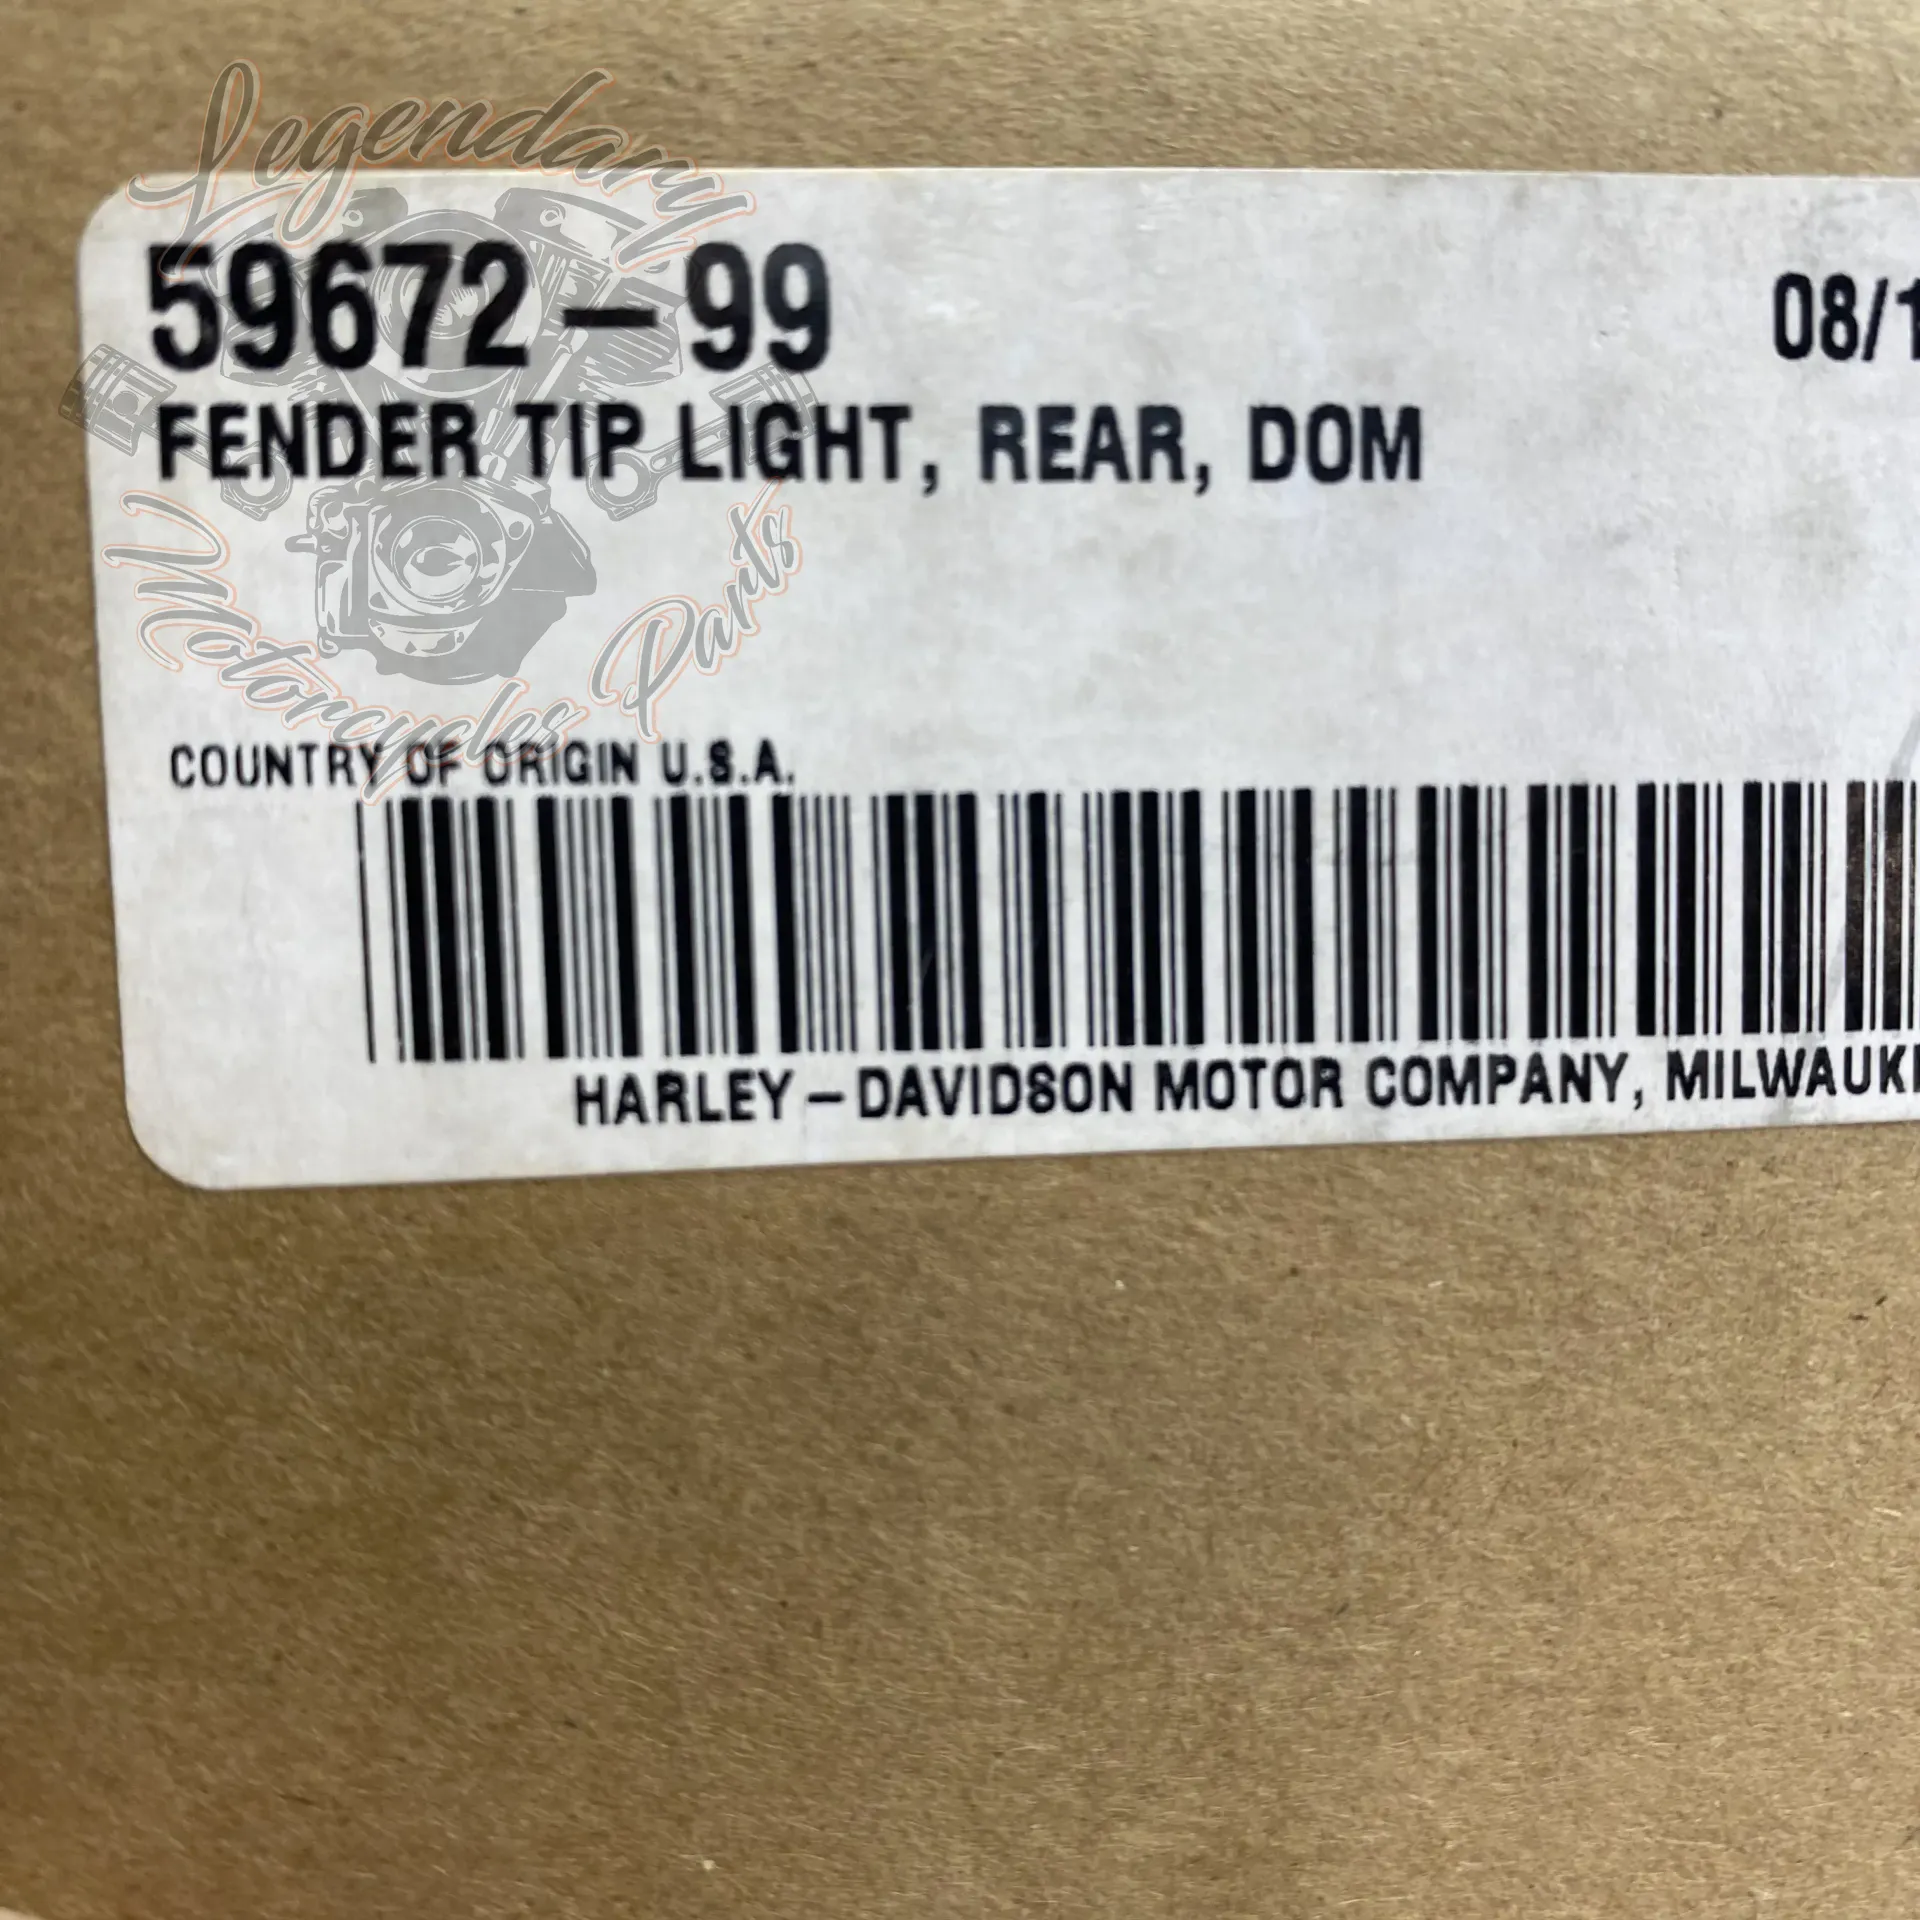 Legendary
59672-99 08/1
FENDER TIP LIGHT, REAR, DOM
Motorcycles Parts
COUNTRY OF ORIGIN U.S.A.
HARLEY-DAVIDSON MOTOR COMPANY,